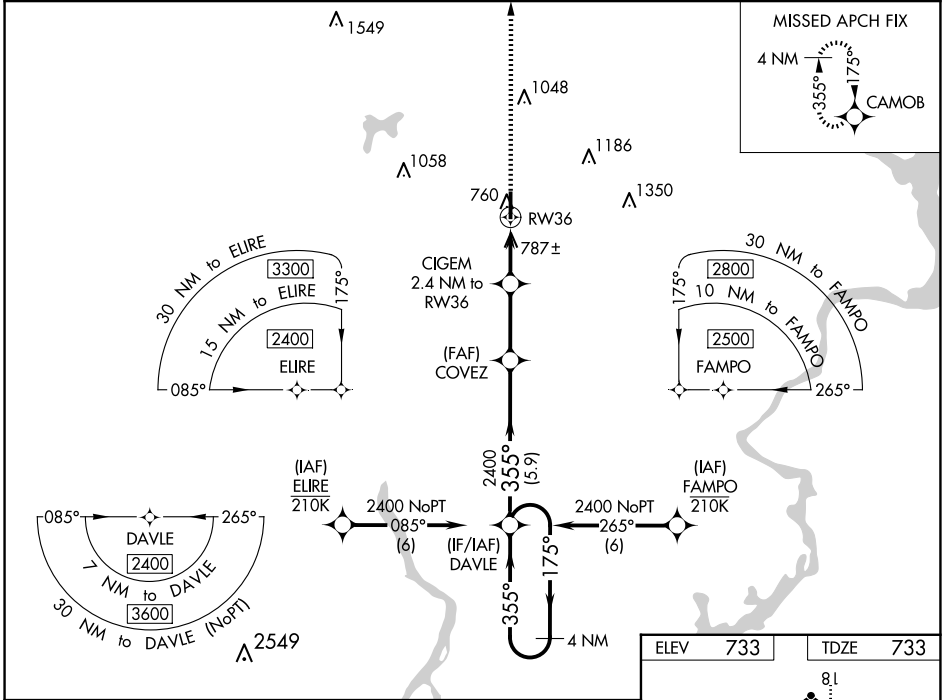 1549
MISSED APCH FIX
4 NM
355°
175°
CAMOB
1048
1058
1186
1350
760
RW36
787±
CIGEM
2.4 NM to
RW36
30 NM to ELIRE
3300
175°
15 NM to ELIRE
2400
ELIRE
085°
30 NM to FAMPO
2800
175°
10 NM to FAMPO
2500
FAMPO
265°
(FAF)
COVEZ
2400
355°
(5.9)
(IAF)
ELIRE
210K
2400 NoPT
085°
(6)
(IAF)
FAMPO
210K
2400 NoPT
265°
(6)
(IF/IAF)
DAVLE
085°
265°
DAVLE
2400
7 NM to DAVLE
3600
30 NM to DAVLE (NoPT)
2549
355°
175°
4 NM
ELEV 733
TDZE 733
18